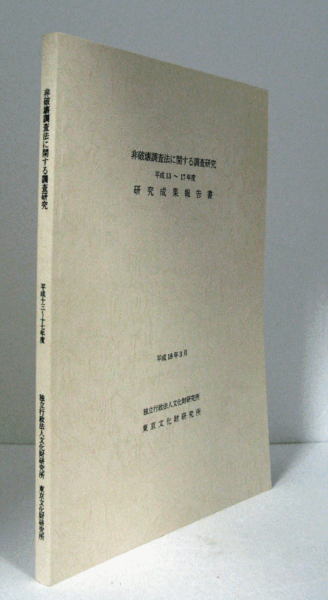 非破壊調査法に関する調査研究
平成13～17年度
研究成果報告書
平成18年3月
独立行政法人文化財研究所
東京文化財研究所
非破壊調査法に関する調査研究
平成十三～十七年度
独立行政法人文化財研究所 東京文化財研究所